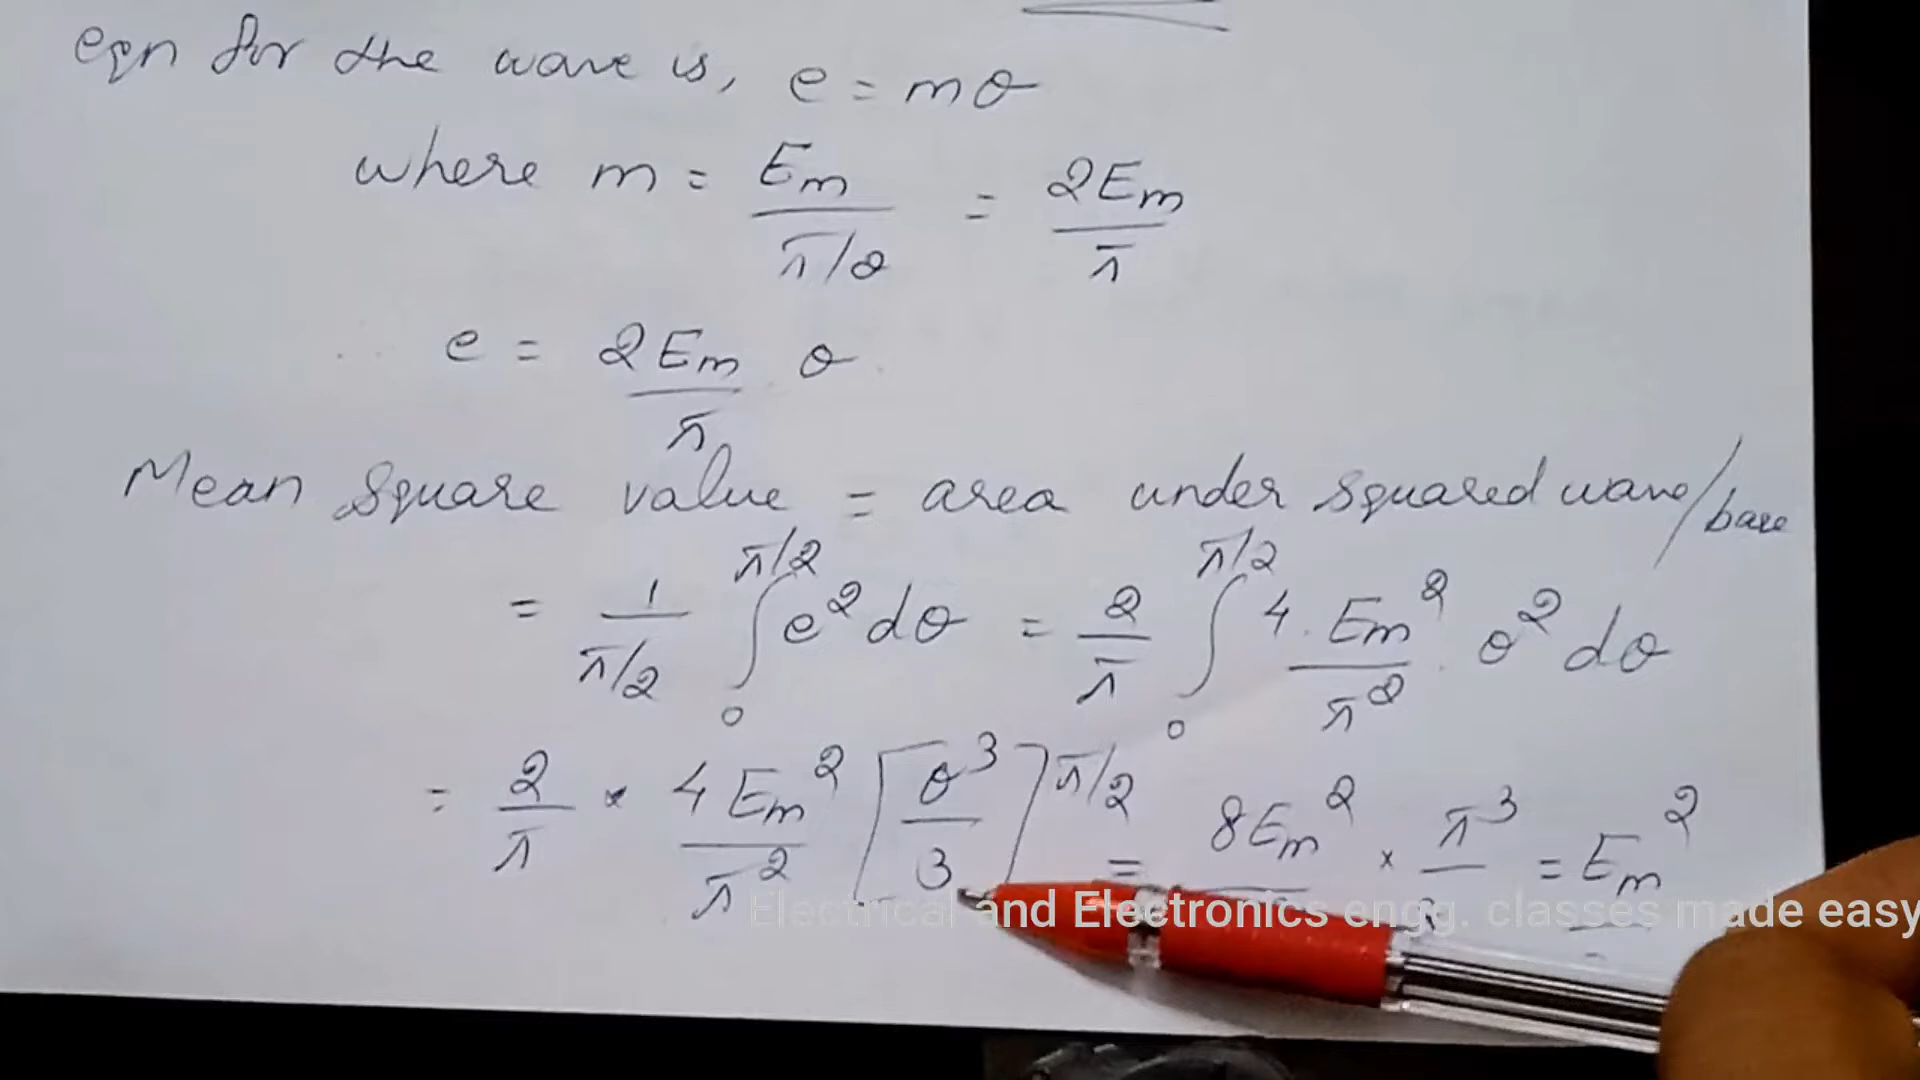 eqn for the wave is, e = mθ
where m = Em / π/2 = 2Em / π
e = 2Em / π θ
Mean square value = area under squared wave/base
= 1 / π/2 ∫₀^π/2 e² dθ = 2/π ∫₀^π/2 4.Em²/π² . θ² dθ
= 2/π × 4Em²/π² [θ³/3]^π/2 = 8Em² × π³ = Em²
Electrical and Electronics engg. classes made easy